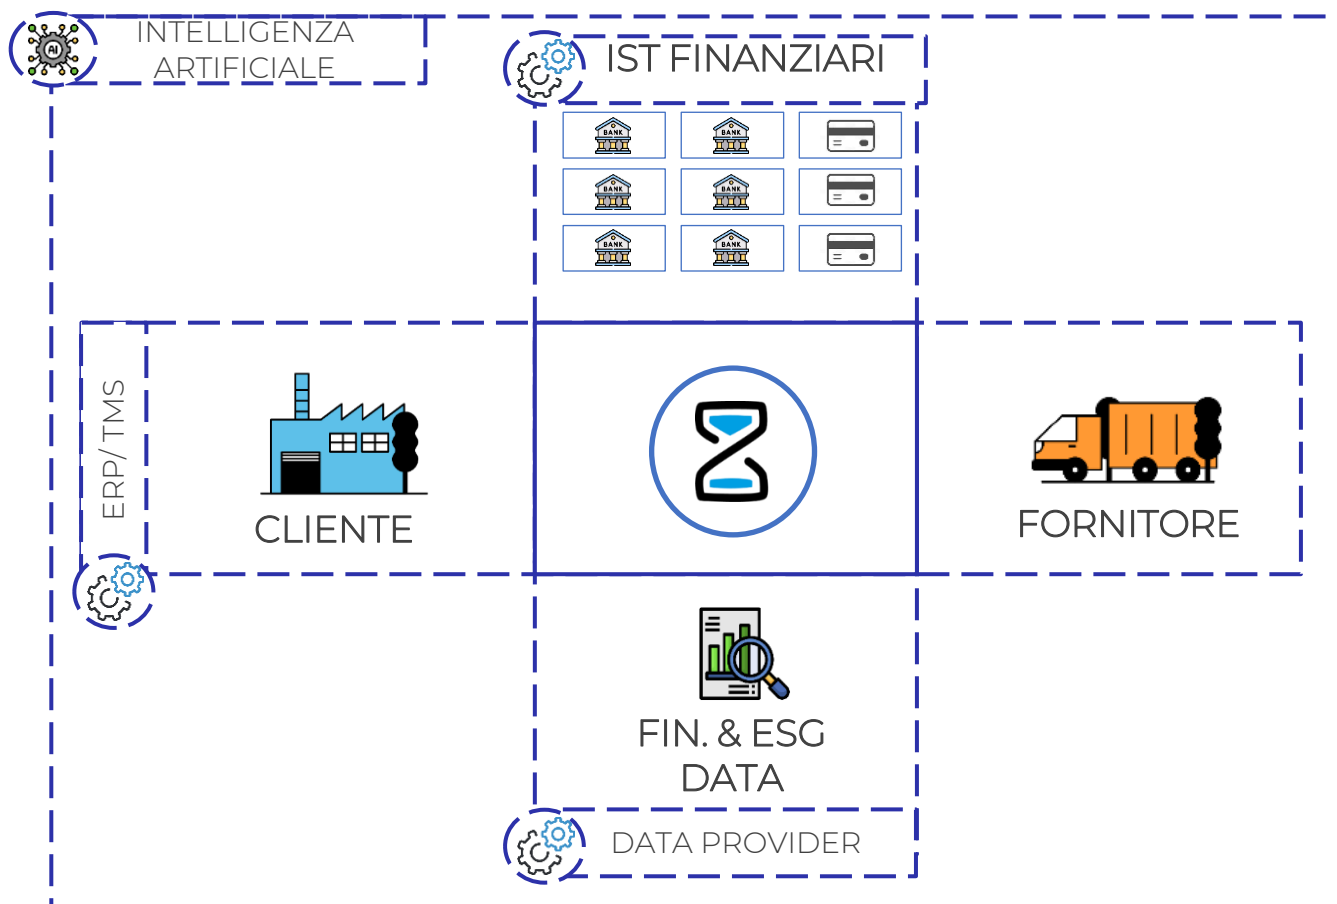 INTELLIGENZA
ARTIFICIALE
AI
IST FINANZIARI
BANK
BANK
BANK
BANK
BANK
BANK
ERP/TMS
CLIENTE
FORNITORE
FIN. & ESG
DATA
DATA PROVIDER